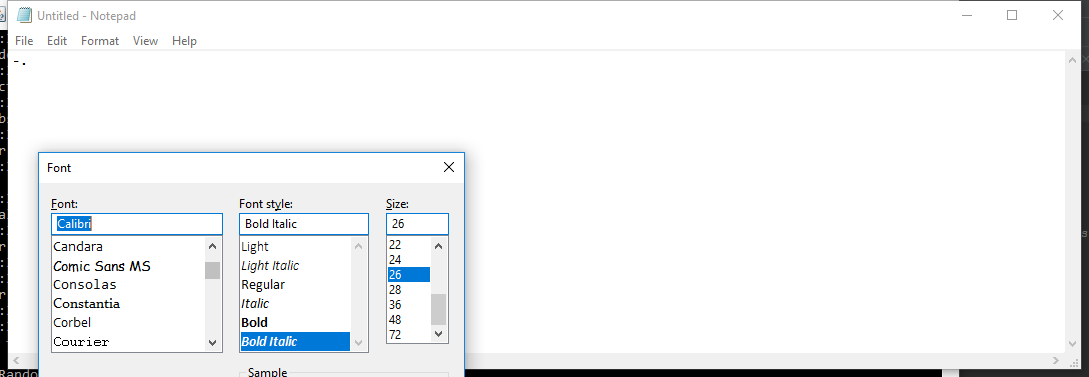 Untitled - Notepad
File Edit Format View Help
-.
Font
Font: Font style: Size:
Calibri Bold Italic 26
Candara Light 22
Comic Sans MS Light Italic 24
Consolas Regular 26
Constantia Italic 28
Corbel Bold 36
Courier Bold Italic 48
72
Sample
Rando